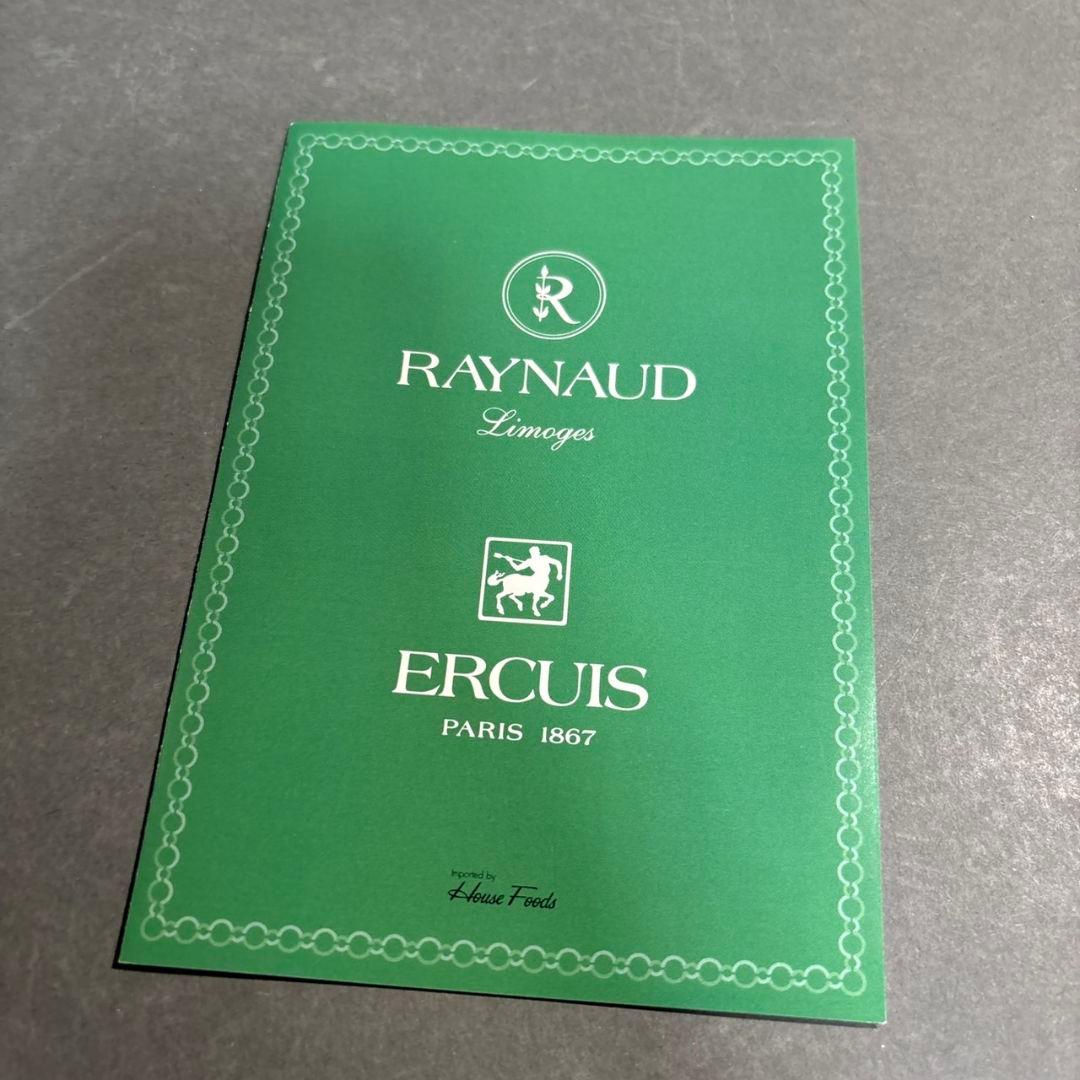 R
RAYNAUD
Limoges
ERCUIS
PARIS 1867
Imported by
House Foods